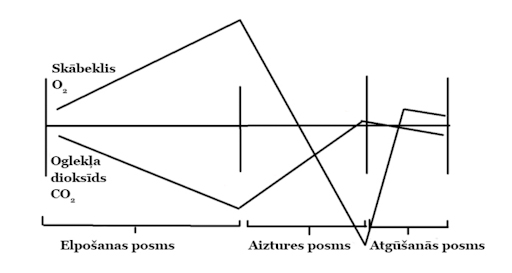 Skābeklis
O₂
Oglekļa
dioksīds
CO₂
Elpošanas posms
Aiztures posms
Atgūšanās posms